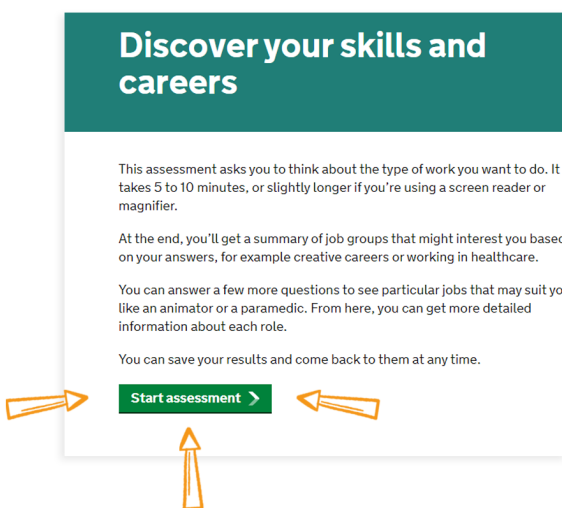 Discover your skills and
careers
This assessment asks you to think about the type of work you want to do. It
takes 5 to 10 minutes, or slightly longer if you're using a screen reader or
magnifier.
At the end, you'll get a summary of job groups that might interest you
on your answers, for example creative careers or working in healthcare.
You can answer a few more questions to see particular jobs that may suit
like an animator or a paramedic. From here, you can get more detailed
information about each role.
You can save your results and come back to them at any time.
Start assessment